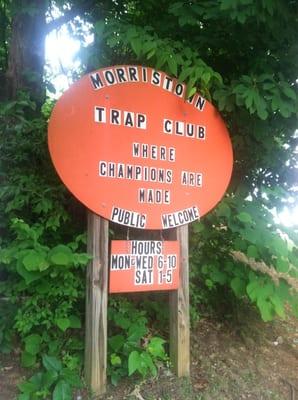 MORRISTOWN
TRAP CLUB
WHERE
CHAMPIONS ARE
MADE
PUBLIC WELCOME
HOURS
MON&WED 6-10
SAT 1-5